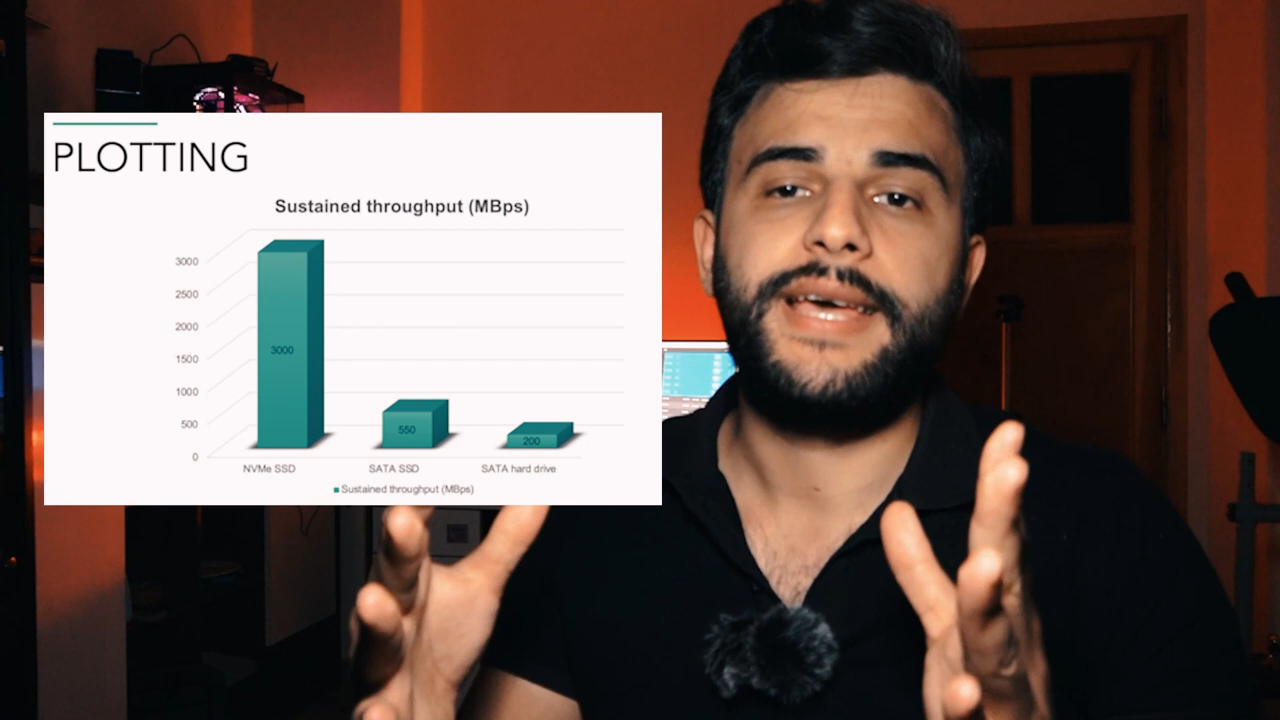 PLOTTING
Sustained throughput (MBps)
3000
2500
2000
1500
1000
500
0
3000
550
200
NVMe SSD
SATA SSD
SATA hard drive
Sustained throughput (MBps)